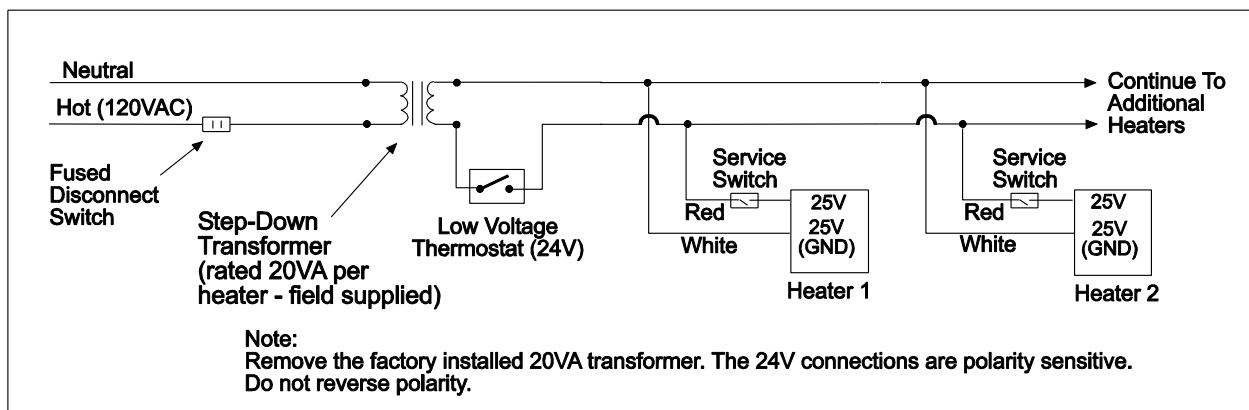 Neutral
Hot (120VAC)
Fused
Disconnect
Switch
Step-Down
Transformer
(rated 20VA per
heater - field supplied)
Low Voltage
Thermostat (24V)
Service
Switch
Red
White
25V
25V
(GND)
Heater 1
Service
Switch
Red
White
25V
25V
(GND)
Heater 2
Continue To
Additional
Heaters
Note:
Remove the factory installed 20VA transformer. The 24V connections are polarity sensitive.
Do not reverse polarity.